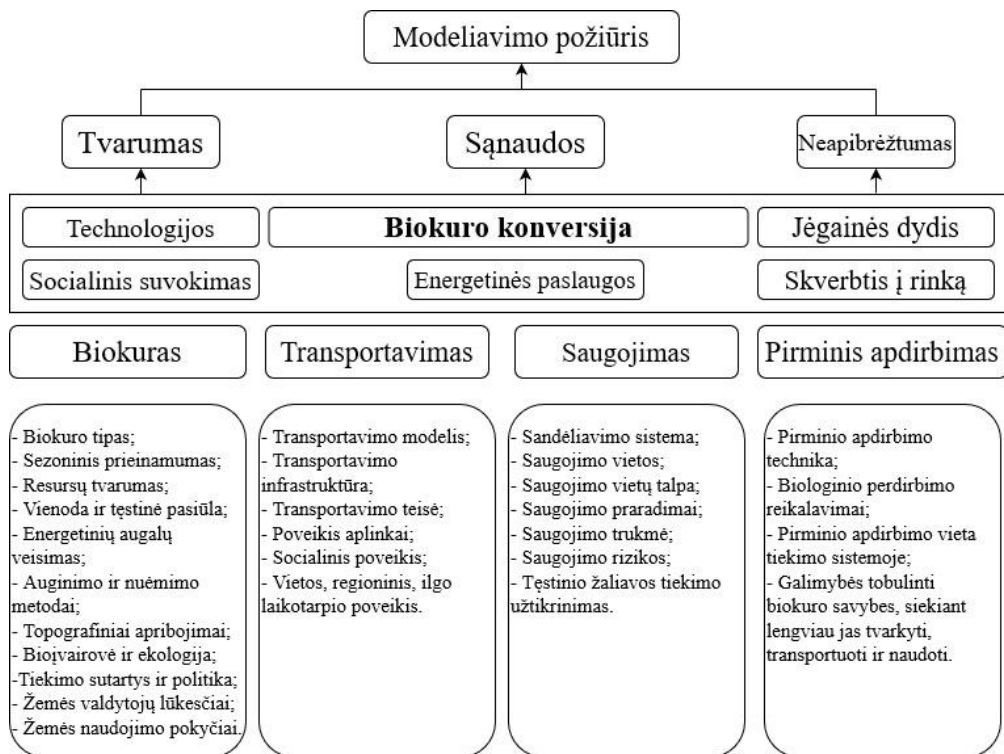 Modeliavimo požiūris
Tvarumas
Sąnaudos
Neapibrėžtumas
Technologijos
Biokuro konversija
Jėgainės dydis
Socialinis suvokimas
Energetinės paslaugos
Skverbtis į rinką
Biokuras
Transportavimas
Saugojimas
Pirminis apdirbimas
- Biokuro tipas;
- Sezoninis prieinamumas;
- Resursų tvarumas;
- Vienoda ir tęstinė pasiūla;
- Energetinių augalų
veisimas;
- Auginimo ir nuėmimo
metodai;
- Topografiniai apribojimai;
- Bioįvairovė ir ekologija;
-Tiekimo sutartys ir politika;
- Žemės valdytojų lūkesčiai;
- Žemės naudojimo pokyčiai.
- Transportavimo modelis;
- Transportavimo
infrastruktūra;
- Transportavimo teisė;
- Poveikis aplinkai;
- Socialinis poveikis;
- Vietos, regioninis, ilgo
laikotarpio poveikis.
- Sandėliavimo sistema;
- Saugojimo vietos;
- Saugojimo vietų talpa;
- Saugojimo praradimai;
- Saugojimo trukmė;
- Saugojimo rizikos;
- Tęstinio žaliavos tiekimo
užtikrinimas.
- Pirminio apdirbimo
technika;
- Biologinio perdirbimo
reikalavimai;
- Pirminio apdirbimo vieta
tiekimo sistemoje;
- Galimybės tobulinti
biokuro savybes, siekiant
lengviau jas tvarkyti,
transportuoti ir naudoti.